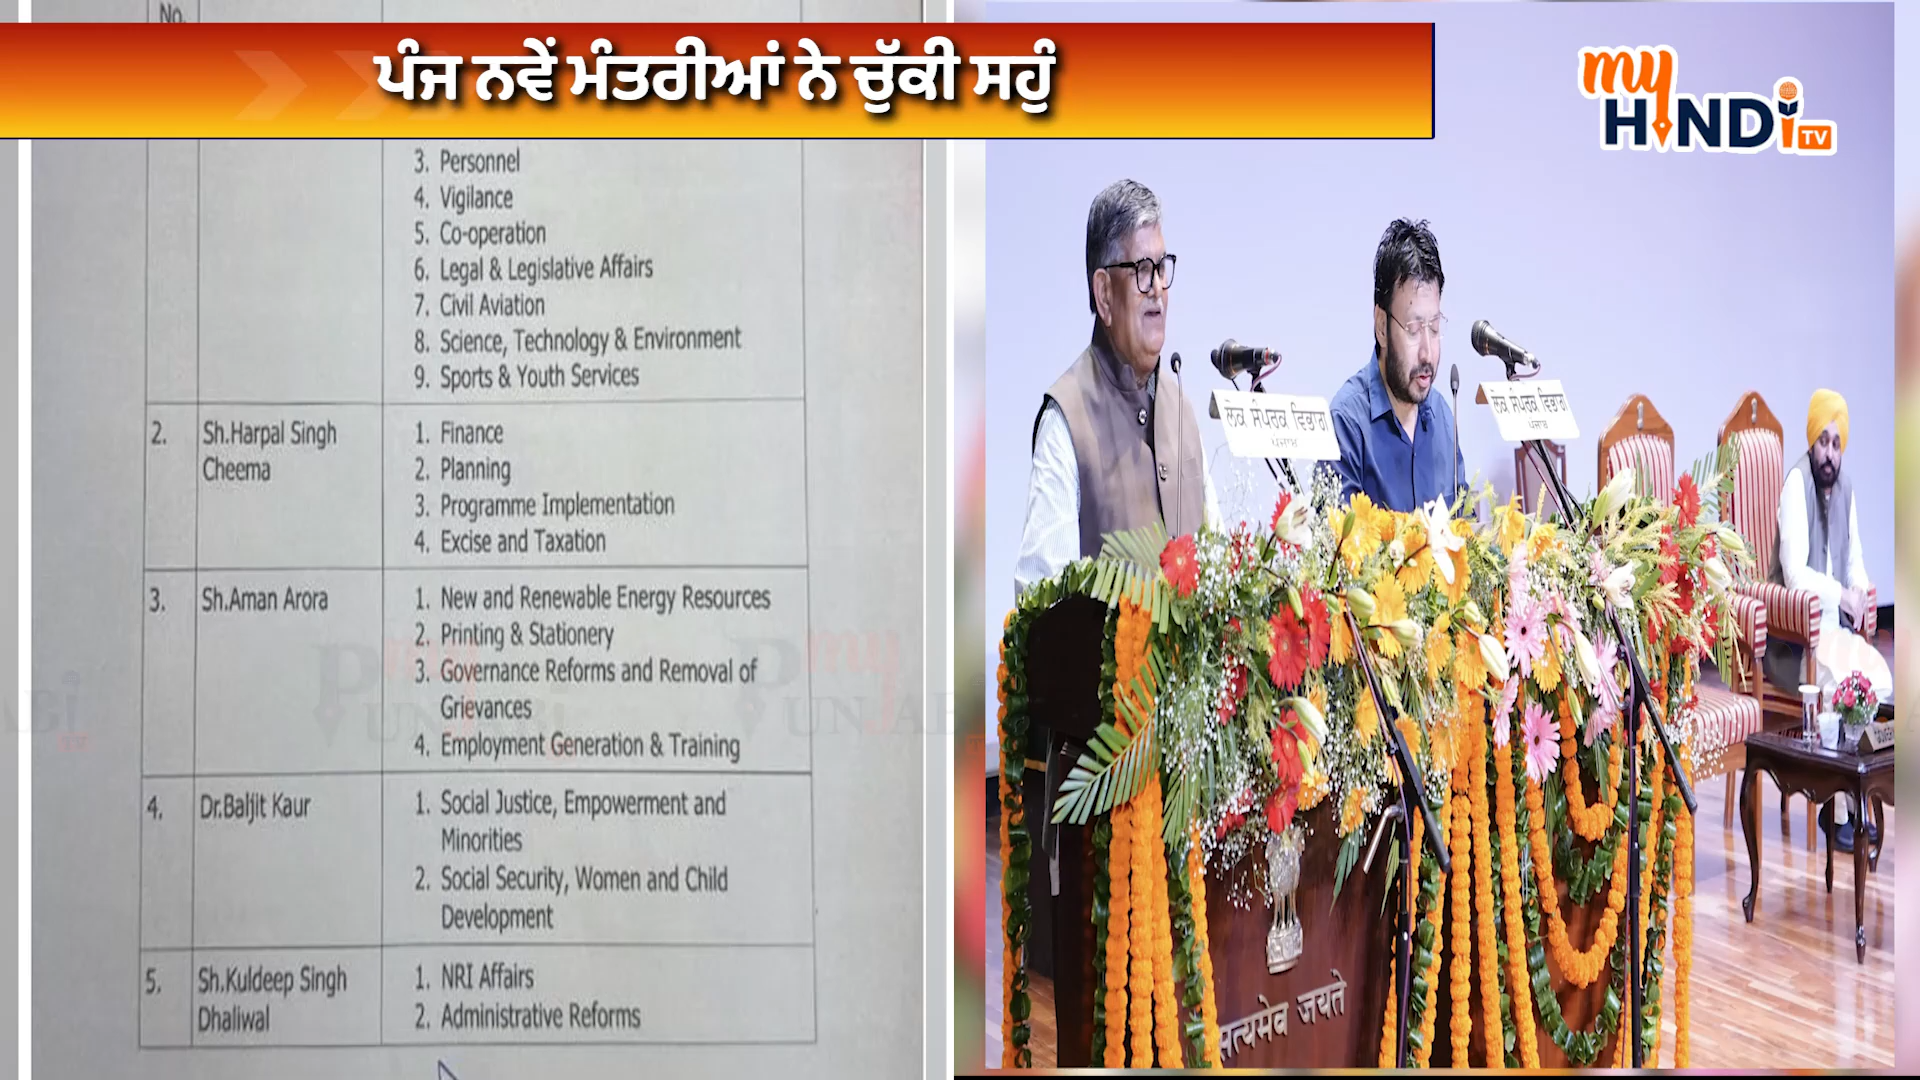 No.
ਪੰਜ ਨਵੇਂ ਮੰਤਰੀਆਂ ਨੇ ਚੁੱਕੀ ਸਹੁੰ
my
HINDi
TV
3. Personnel
4. Vigilance
5. Co-operation
6. Legal & Legislative Affairs
7. Civil Aviation
8. Science, Technology & Environment
9. Sports & Youth Services
2. Sh.Harpal Singh
Cheema
1. Finance
2. Planning
3. Programme Implementation
4. Excise and Taxation
3. Sh.Aman Arora
1. New and Renewable Energy Resources
2. Printing & Stationery
3. Governance Reforms and Removal of
Grievances
4. Employment Generation & Training
4. Dr.Baljit Kaur
1. Social Justice, Empowerment and
Minorities
2. Social Security, Women and Child
Development
5. Sh.Kuldeep Singh
Dhaliwal
1. NRI Affairs
2. Administrative Reforms
ਲੋਕ ਸੰਪਰਕ ਵਿਭਾਗ
ਪੰਜਾਬ
ਲੋਕ ਸੰਪਰਕ ਵਿਭਾਗ
ਪੰਜਾਬ
सत्यमेव जयते
my
PUNJABi
my
PUNJABi